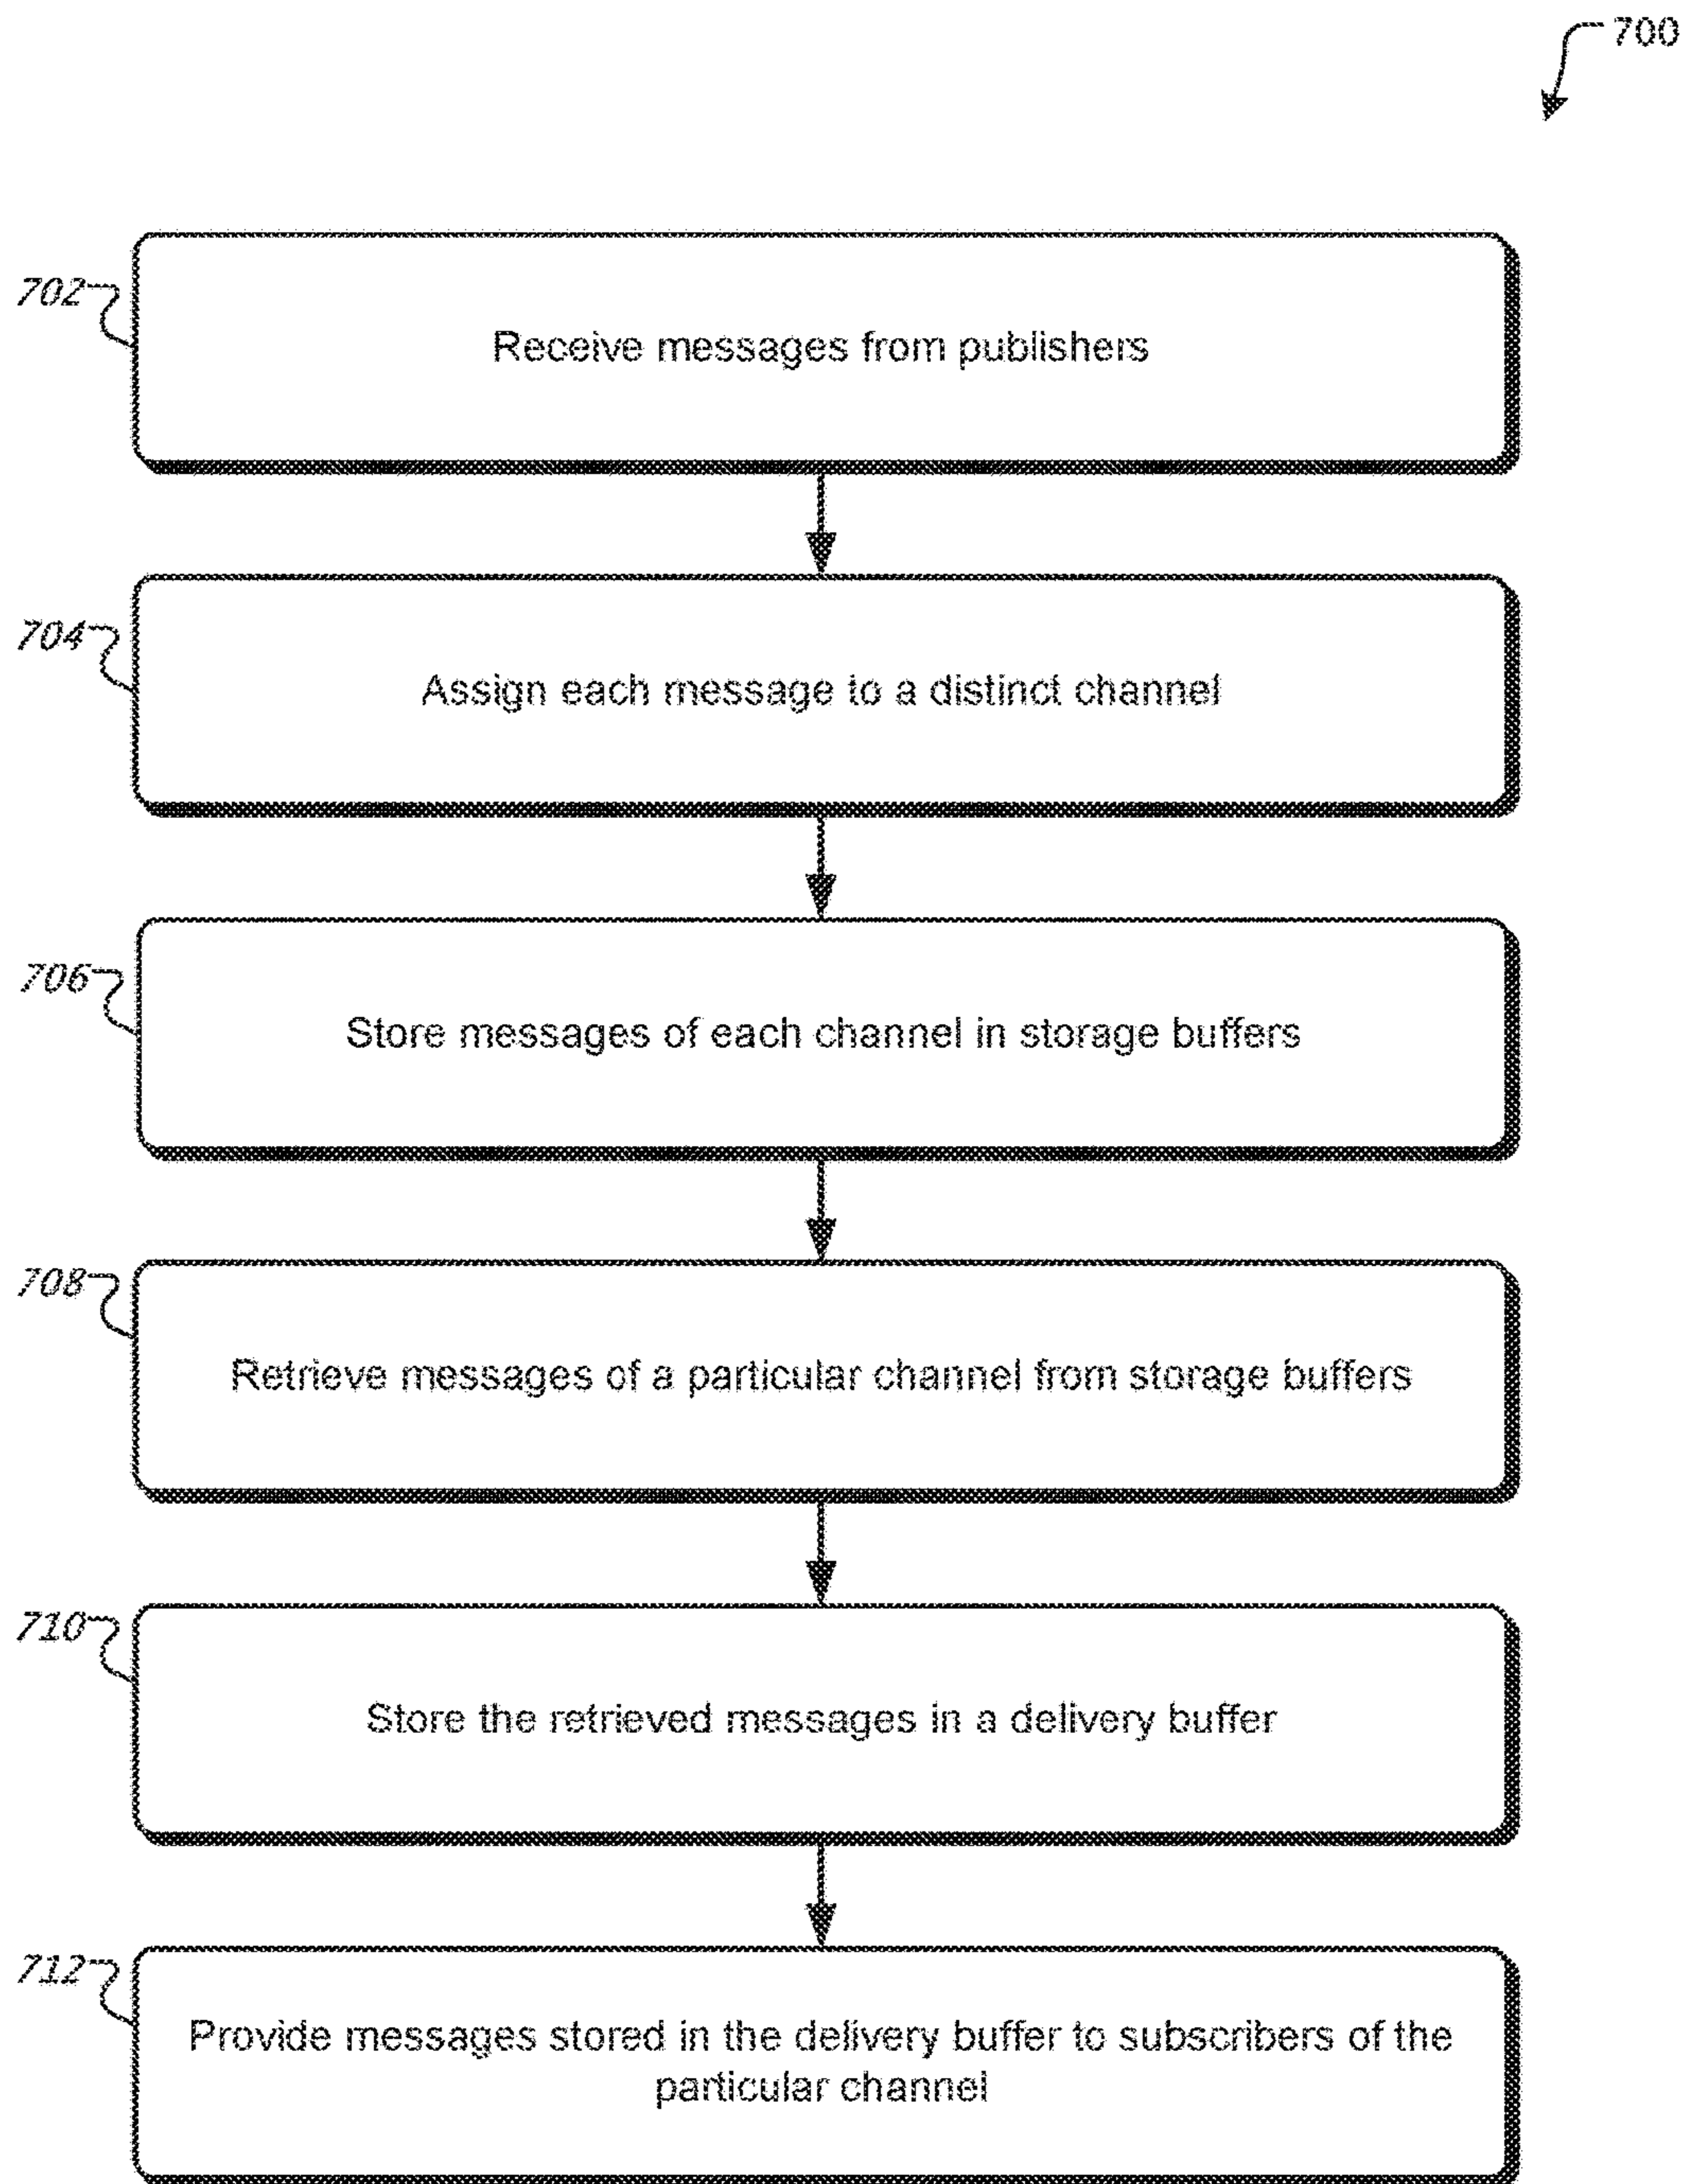 700
702
Receive messages from publishers
704
Assign each message to a distinct channel
706
Store messages of each channel in storage buffers
708
Retrieve messages of a particular channel from storage buffers
710
Store the retrieved messages in a delivery buffer
712
Provide messages stored in the delivery buffer to subscribers of the
particular channel